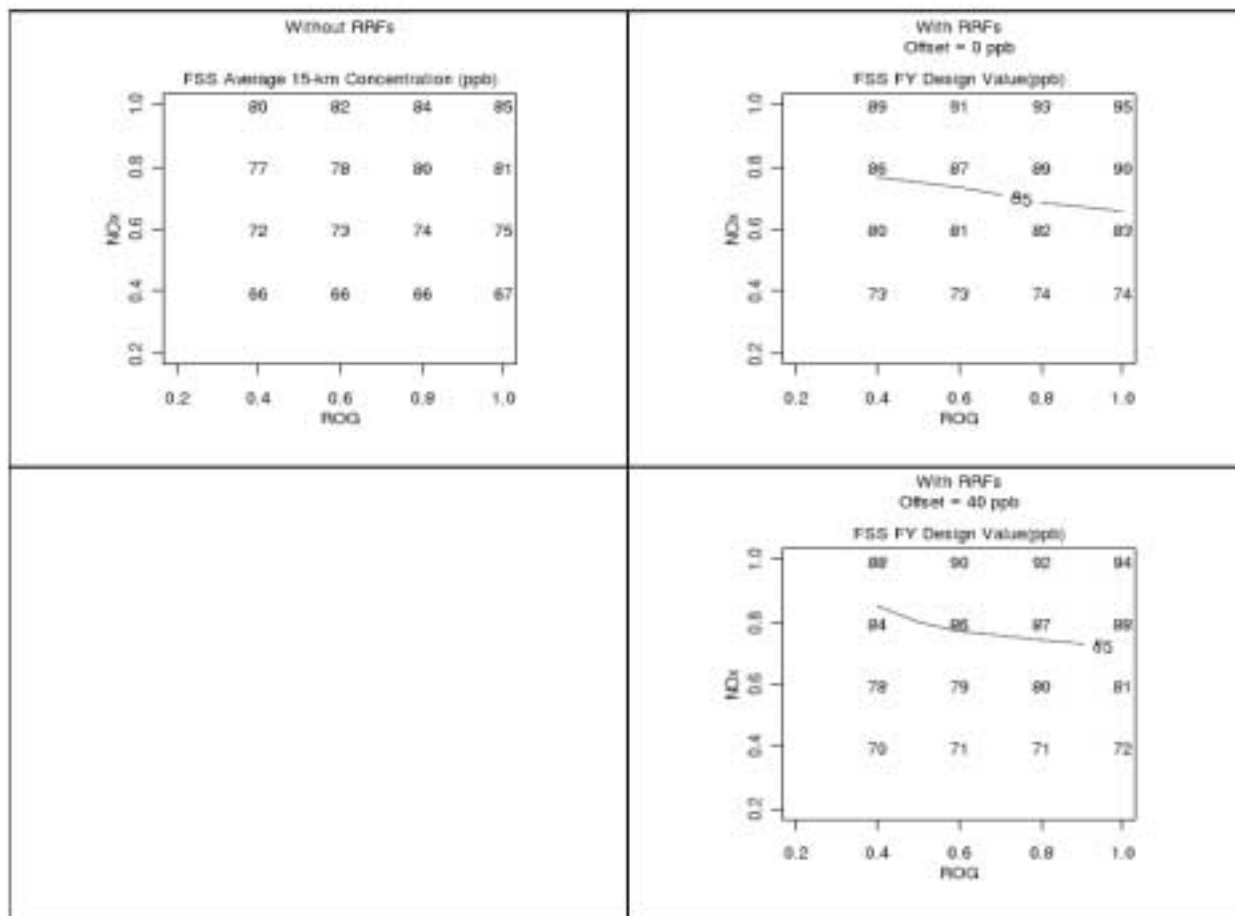 Without RRFs
FSS Average 15-km Concentration (ppb)
1.0 80 82 84 85
0.8 77 78 80 81
NOx
0.6 72 73 74 75
0.4 66 66 66 67
0.2
0.2 0.4 0.6 0.8 1.0
ROG
With RRFs
Offset = 0 ppb
FSS FY Design Value(ppb)
1.0 89 91 93 95
0.8 86 87 89 90
85
NOx
0.6 80 81 82 83
0.4 73 73 74 74
0.2
0.2 0.4 0.6 0.8 1.0
ROG
With RRFs
Offset = 40 ppb
FSS FY Design Value(ppb)
1.0 88 90 92 94
0.8 84 86 87 88
85
NOx
0.6 78 79 80 81
0.4 70 71 71 72
0.2
0.2 0.4 0.6 0.8 1.0
ROG